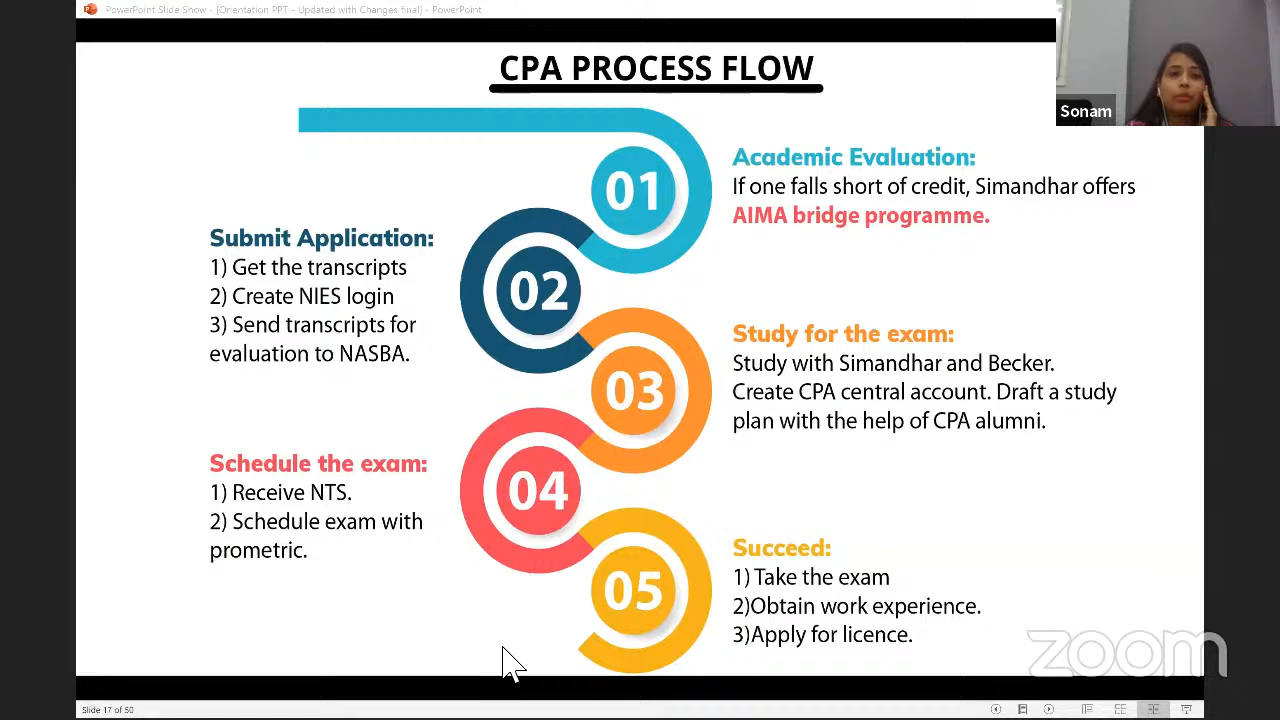 PowerPoint Slide Show - [Orientation PPT - Updated with Changes final] - PowerPoint
CPA PROCESS FLOW
Sonam
01
Academic Evaluation:
If one falls short of credit, Simandhar offers
AIMA bridge programme.
02
Submit Application:
1) Get the transcripts
2) Create NIES login
3) Send transcripts for
evaluation to NASBA.
03
Study for the exam:
Study with Simandhar and Becker.
Create CPA central account. Draft a study
plan with the help of CPA alumni.
04
Schedule the exam:
1) Receive NTS.
2) Schedule exam with
prometric.
05
Succeed:
1) Take the exam
2)Obtain work experience.
3)Apply for licence.
zoom
Slide 17 of 50